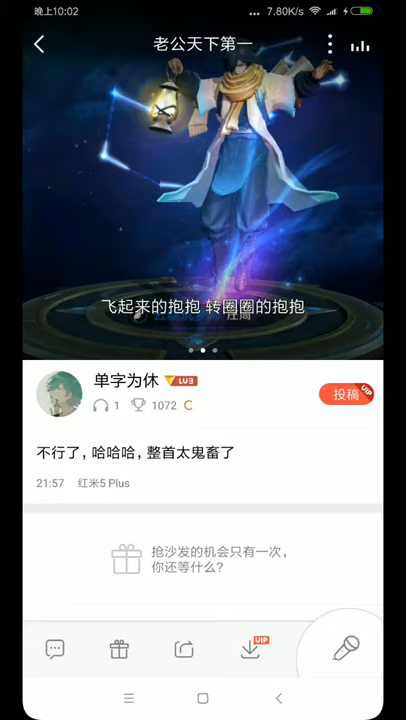 晚上10:02
7.80K/s
老公天下第一
飞起来的抱抱 转圈圈的抱抱
单字为休
LV3
1
1072
C
投稿
VIP
不行了，哈哈哈，整首太鬼畜了
21:57 红米5 Plus
抢沙发的机会只有一次，
你还等什么？
VIP